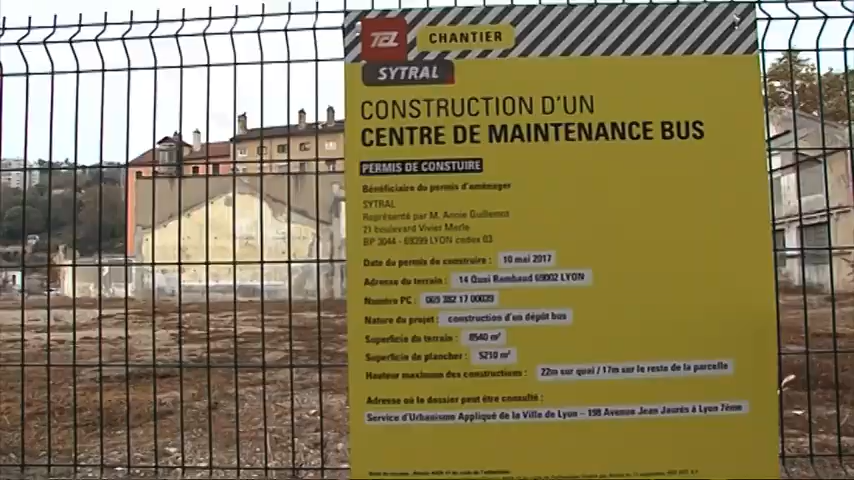 TCL CHANTIER
SYTRAL
CONSTRUCTION D'UN
CENTRE DE MAINTENANCE BUS
PERMIS DE CONSTUIRE
Bénéficiaire du permis d'aménager
SYTRAL
Représenté par M. Annie Guillemot
21 boulevard Vivier Merle
BP 3044 - 69399 LYON cedex 03
Date du permis de construire : 10 mai 2017
Adresse du terrain : 14 Quai Rambaud 69002 LYON
Numéro PC : 069 382 17 00020
Nature du projet : construction d'un dépôt bus
Superficie du terrain : 8540 m²
Superficie de plancher : 5210 m²
Hauteur maximum des constructions : 22m sur quai / 17m sur le reste de la parcelle
Adresse où le dossier peut être consulté :
Service d'Urbanisme Appliqué de la Ville de Lyon – 198 Avenue Jean Jaurès à Lyon 7ème